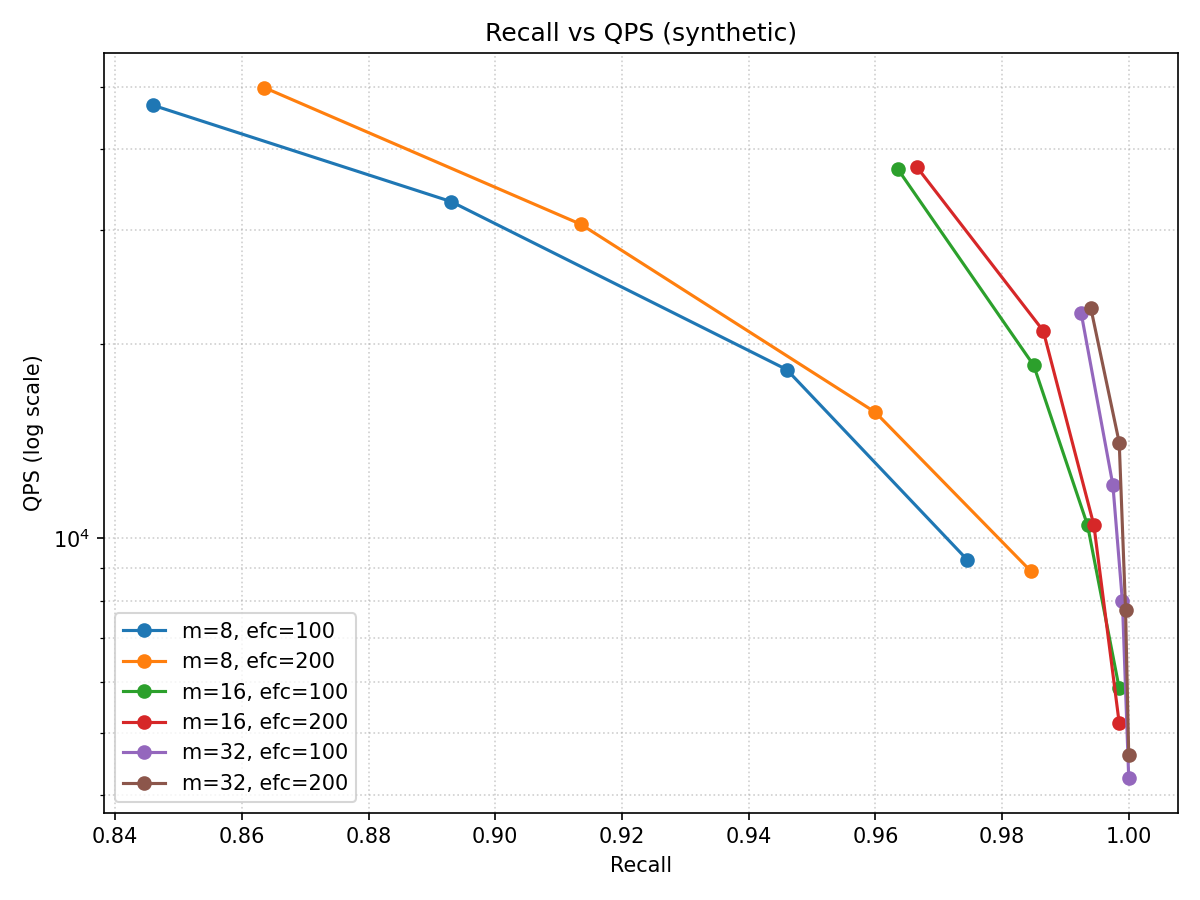 Recall vs QPS (synthetic)
QPS (log scale)
10⁴
m=8, efc=100
m=8, efc=200
m=16, efc=100
m=16, efc=200
m=32, efc=100
m=32, efc=200
0.84 0.86 0.88 0.90 0.92 0.94 0.96 0.98 1.00
Recall